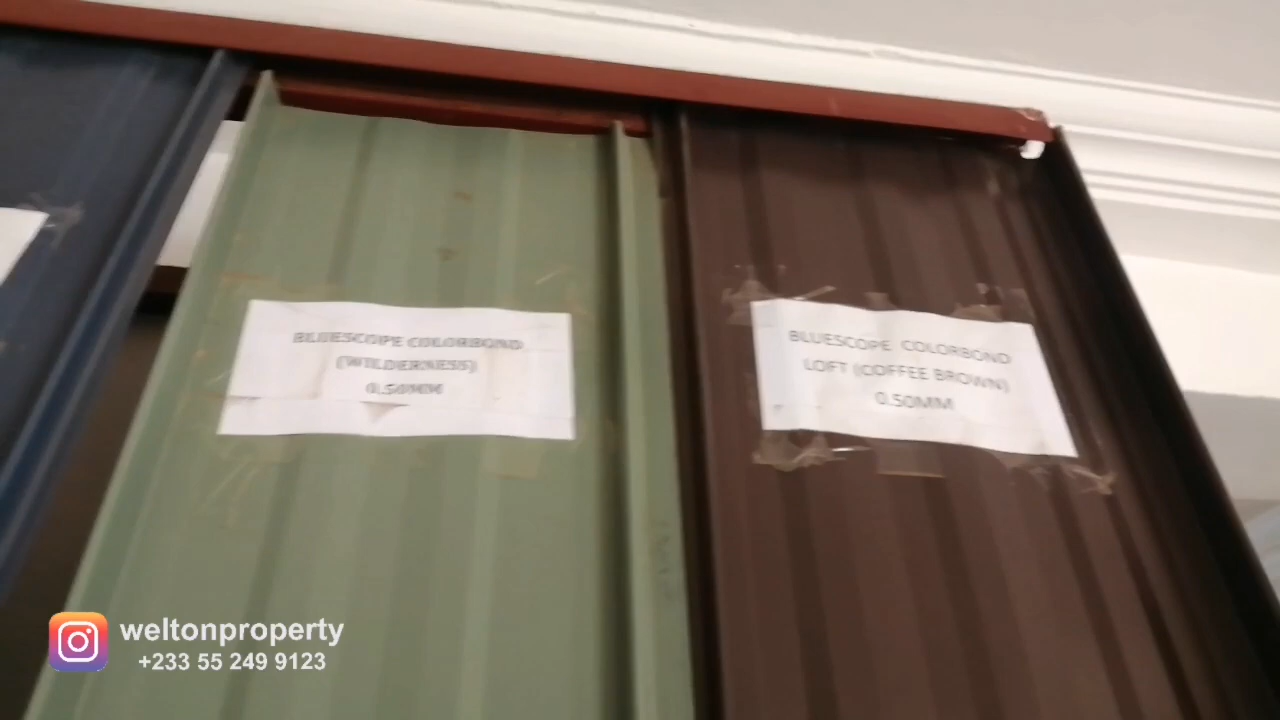 BLUESCOPE COLORBOND
(WILDERNESS)
0.50MM
BLUESCOPE COLORBOND
LOFT (COFFEE BROWN)
0.50MM
weltonproperty
+233 55 249 9123